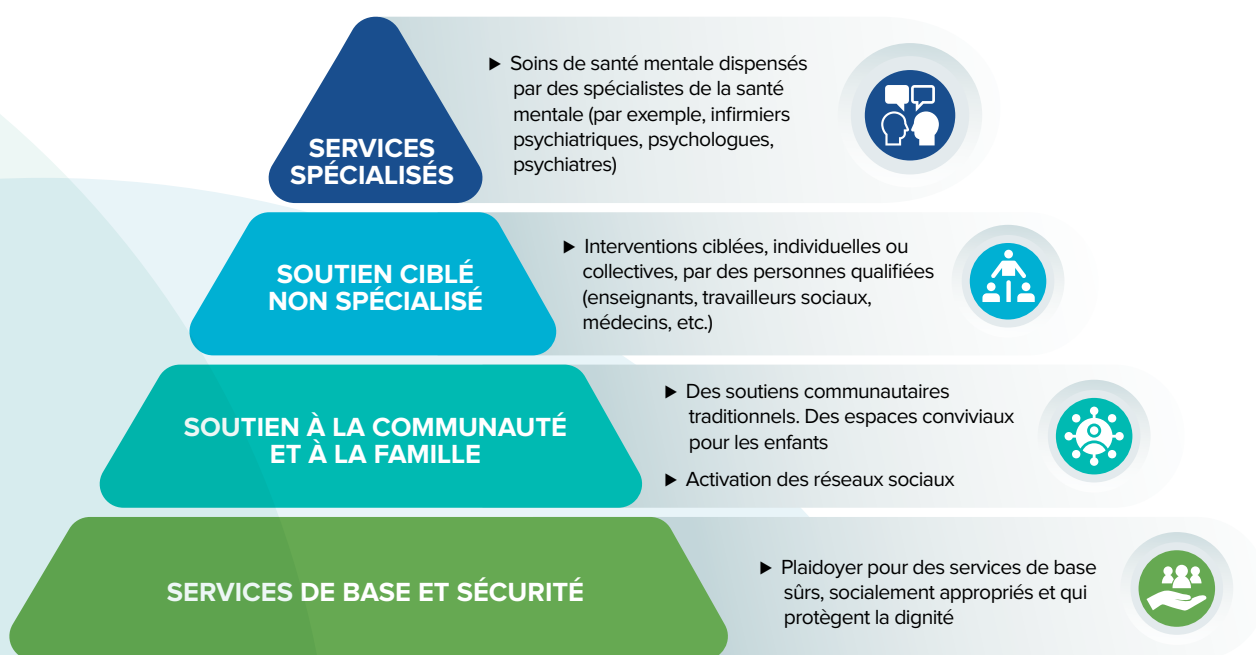 SERVICES
SPÉCIALISÉS
▶ Soins de santé mentale dispensés
par des spécialistes de la santé
mentale (par exemple, infirmiers
psychiatriques, psychologues,
psychiatres)
SOUTIEN CIBLÉ
NON SPÉCIALISÉ
▶ Interventions ciblées, individuelles ou
collectives, par des personnes qualifiées
(enseignants, travailleurs sociaux,
médecins, etc.)
SOUTIEN À LA COMMUNAUTÉ
ET À LA FAMILLE
▶ Des soutiens communautaires
traditionnels. Des espaces conviviaux
pour les enfants
▶ Activation des réseaux sociaux
SERVICES DE BASE ET SÉCURITÉ
▶ Plaidoyer pour des services de base
sûrs, socialement appropriés et qui
protègent la dignité